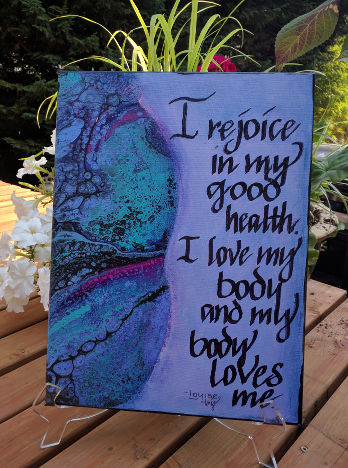 I rejoice
in my
good
health.
I love my
body
and my
body
loves
me.
-Louise
Hay